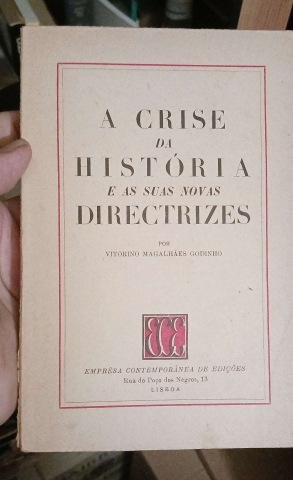 A CRISE
DA
HISTÓRIA
E AS SUAS NOVAS
DIRECTRIZES
POR
VITORINO MAGALHÃES GODINHO
ECE
EMPRÊSA CONTEMPORÂNEA DE EDIÇÕES
Rua do Poço dos Negros, 13
LISBOA